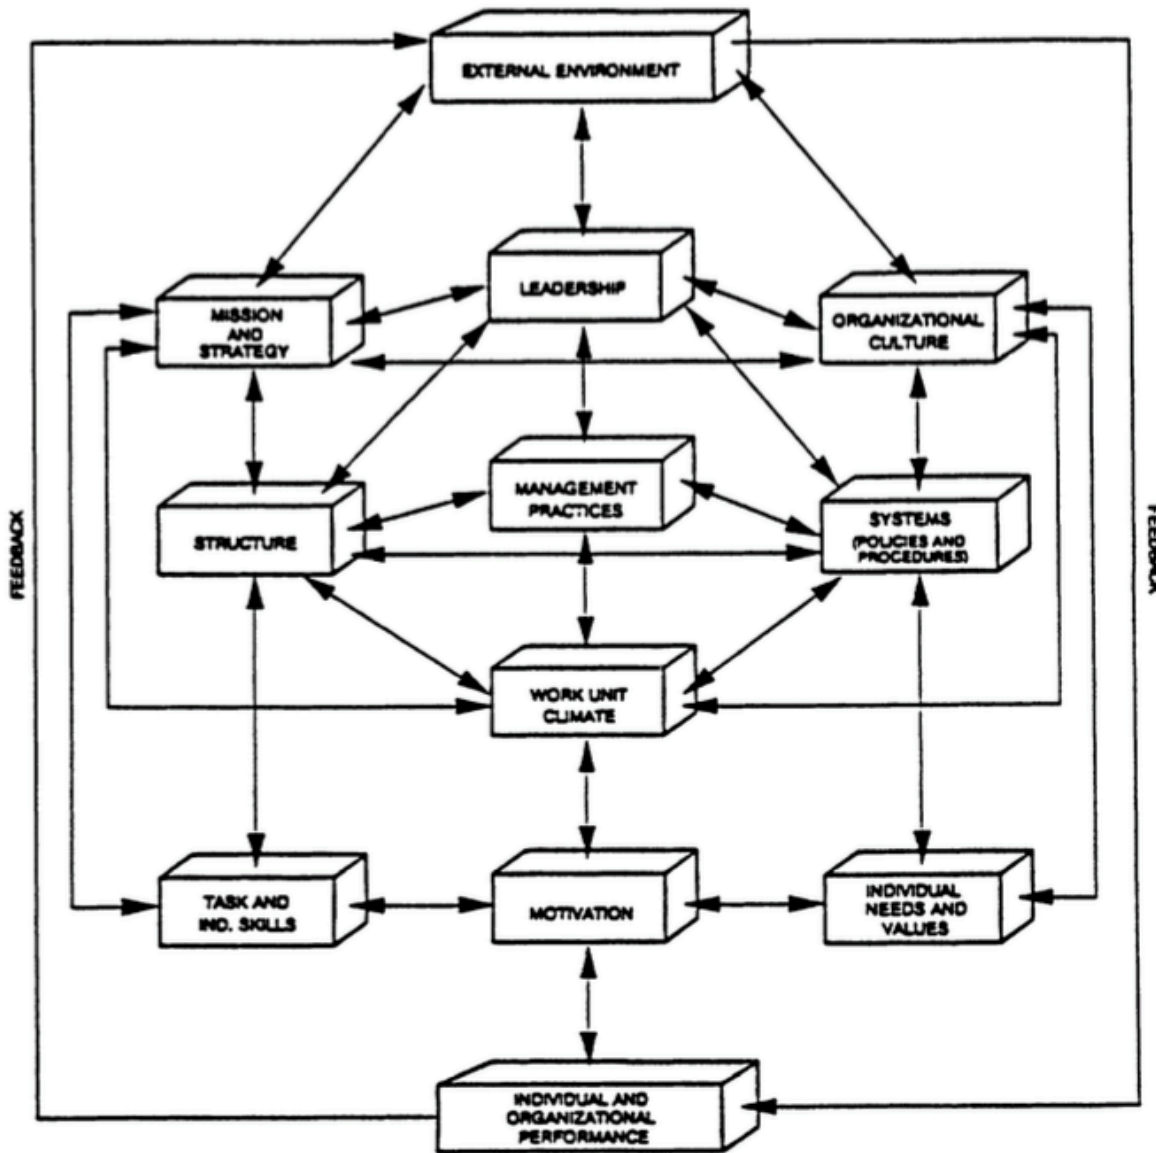 EXTERNAL ENVIRONMENT
LEADERSHIP
MISSION
AND
STRATEGY
ORGANIZATIONAL
CULTURE
MANAGEMENT
PRACTICES
STRUCTURE
SYSTEMS
(POLICIES AND
PROCEDURES)
FEEDBACK
FEEDBACK
WORK UNIT
CLIMATE
TASK AND
IND. SKILLS
MOTIVATION
INDIVIDUAL
NEEDS AND
VALUES
INDIVIDUAL AND
ORGANIZATIONAL
PERFORMANCE